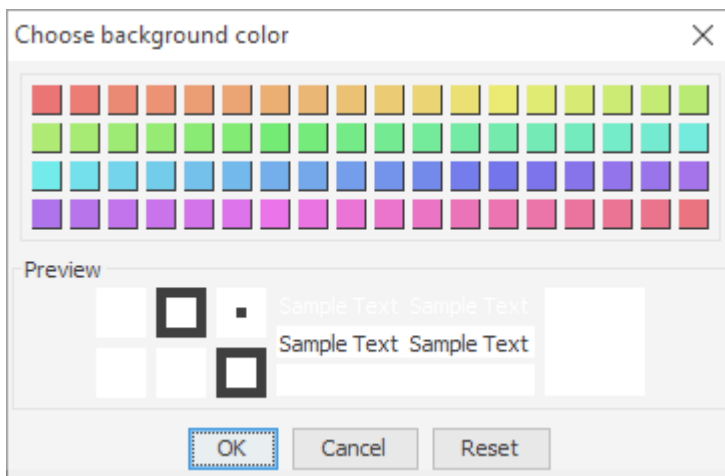 Choose background color
Preview
Sample Text Sample Text
Sample Text Sample Text
OK Cancel Reset